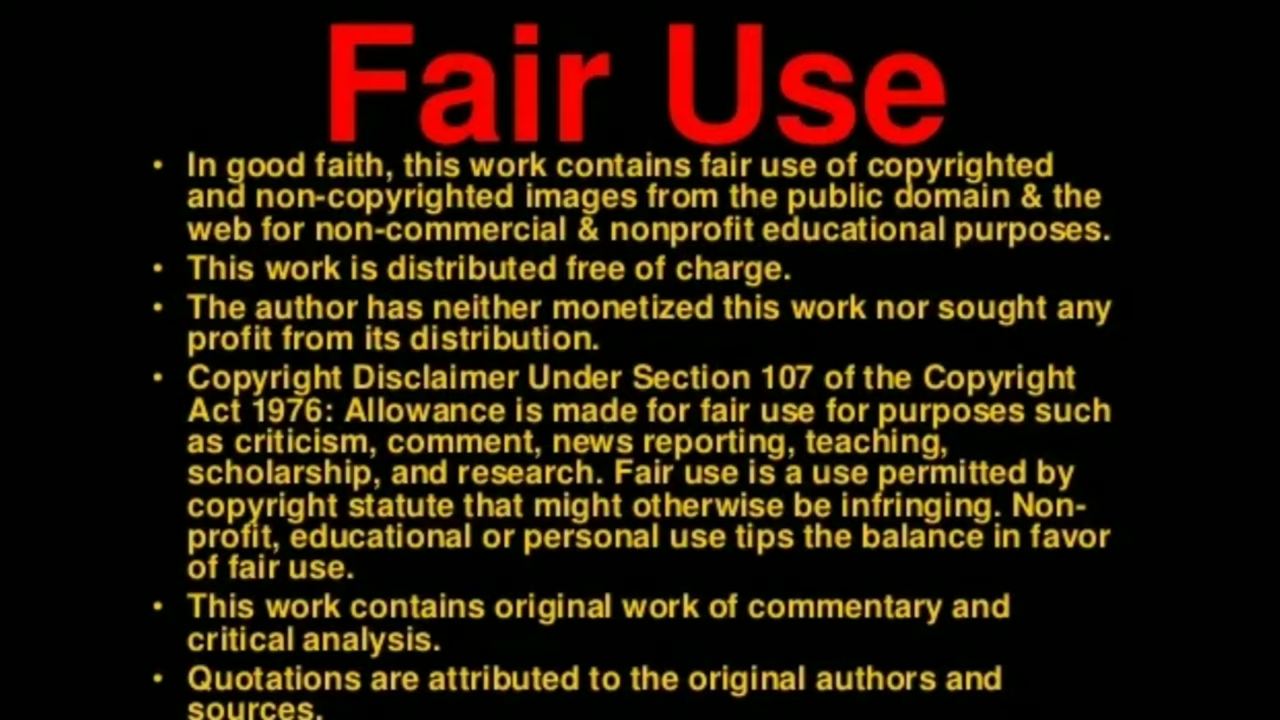 Fair Use
• In good faith, this work contains fair use of copyrighted
and non-copyrighted images from the public domain & the
web for non-commercial & nonprofit educational purposes.
• This work is distributed free of charge.
• The author has neither monetized this work nor sought any
profit from its distribution.
• Copyright Disclaimer Under Section 107 of the Copyright
Act 1976: Allowance is made for fair use for purposes such
as criticism, comment, news reporting, teaching,
scholarship, and research. Fair use is a use permitted by
copyright statute that might otherwise be infringing. Non-
profit, educational or personal use tips the balance in favor
of fair use.
• This work contains original work of commentary and
critical analysis.
• Quotations are attributed to the original authors and
sources.